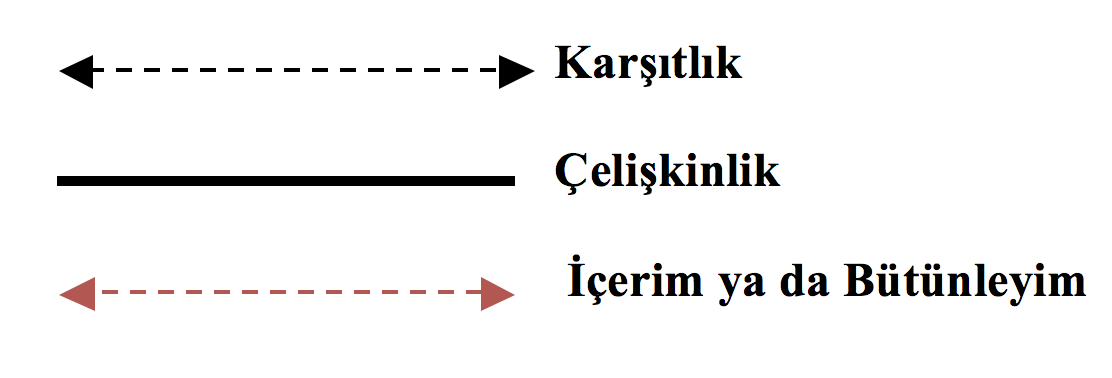 Karşıtlık
Çelişkinlik
İçerim ya da Bütünleyim